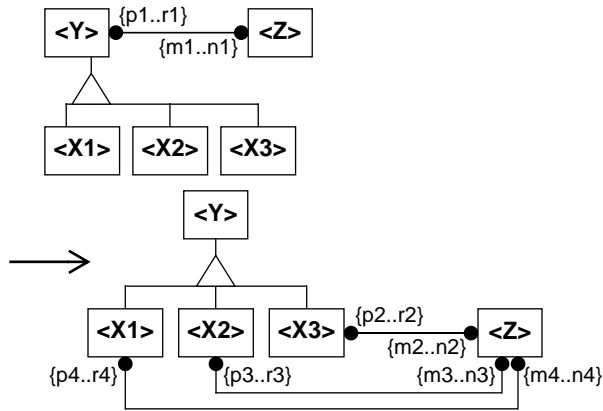 {p1..r1}
<Y> <Z>
{m1..n1}
<X1> <X2> <X3>
<Y>
{p2..r2}
<X1> <X2> <X3> <Z>
{m2..n2}
{p4..r4} {p3..r3} {m3..n3} {m4..n4}